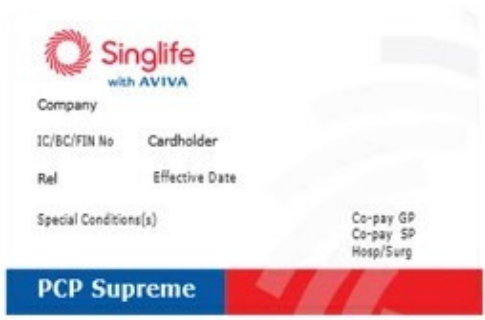 Singlife
with AVIVA
Company
IC/BC/FIN No Cardholder
Rel Effective Date
Special Conditions(s)
Co-pay GP
Co-pay SP
Hosp/Surg
PCP Supreme